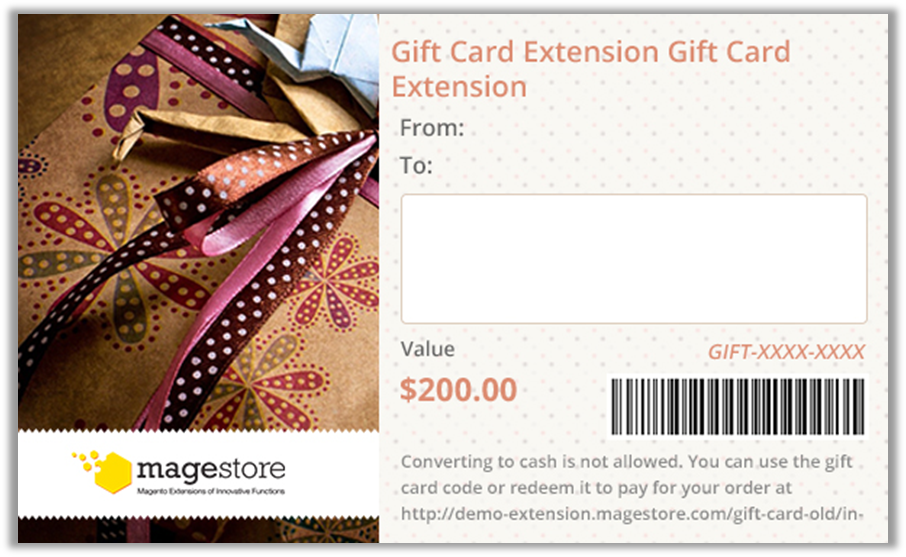 Gift Card Extension Gift Card
Extension
From:
To:
Value
GIFT-XXXX-XXXX
$200.00
magestore
Magento Extensions of Innovative Functions
Converting to cash is not allowed. You can use the gift
card code or redeem it to pay for your order at
http://demo-extension.magestore.com/gift-card-old/in-